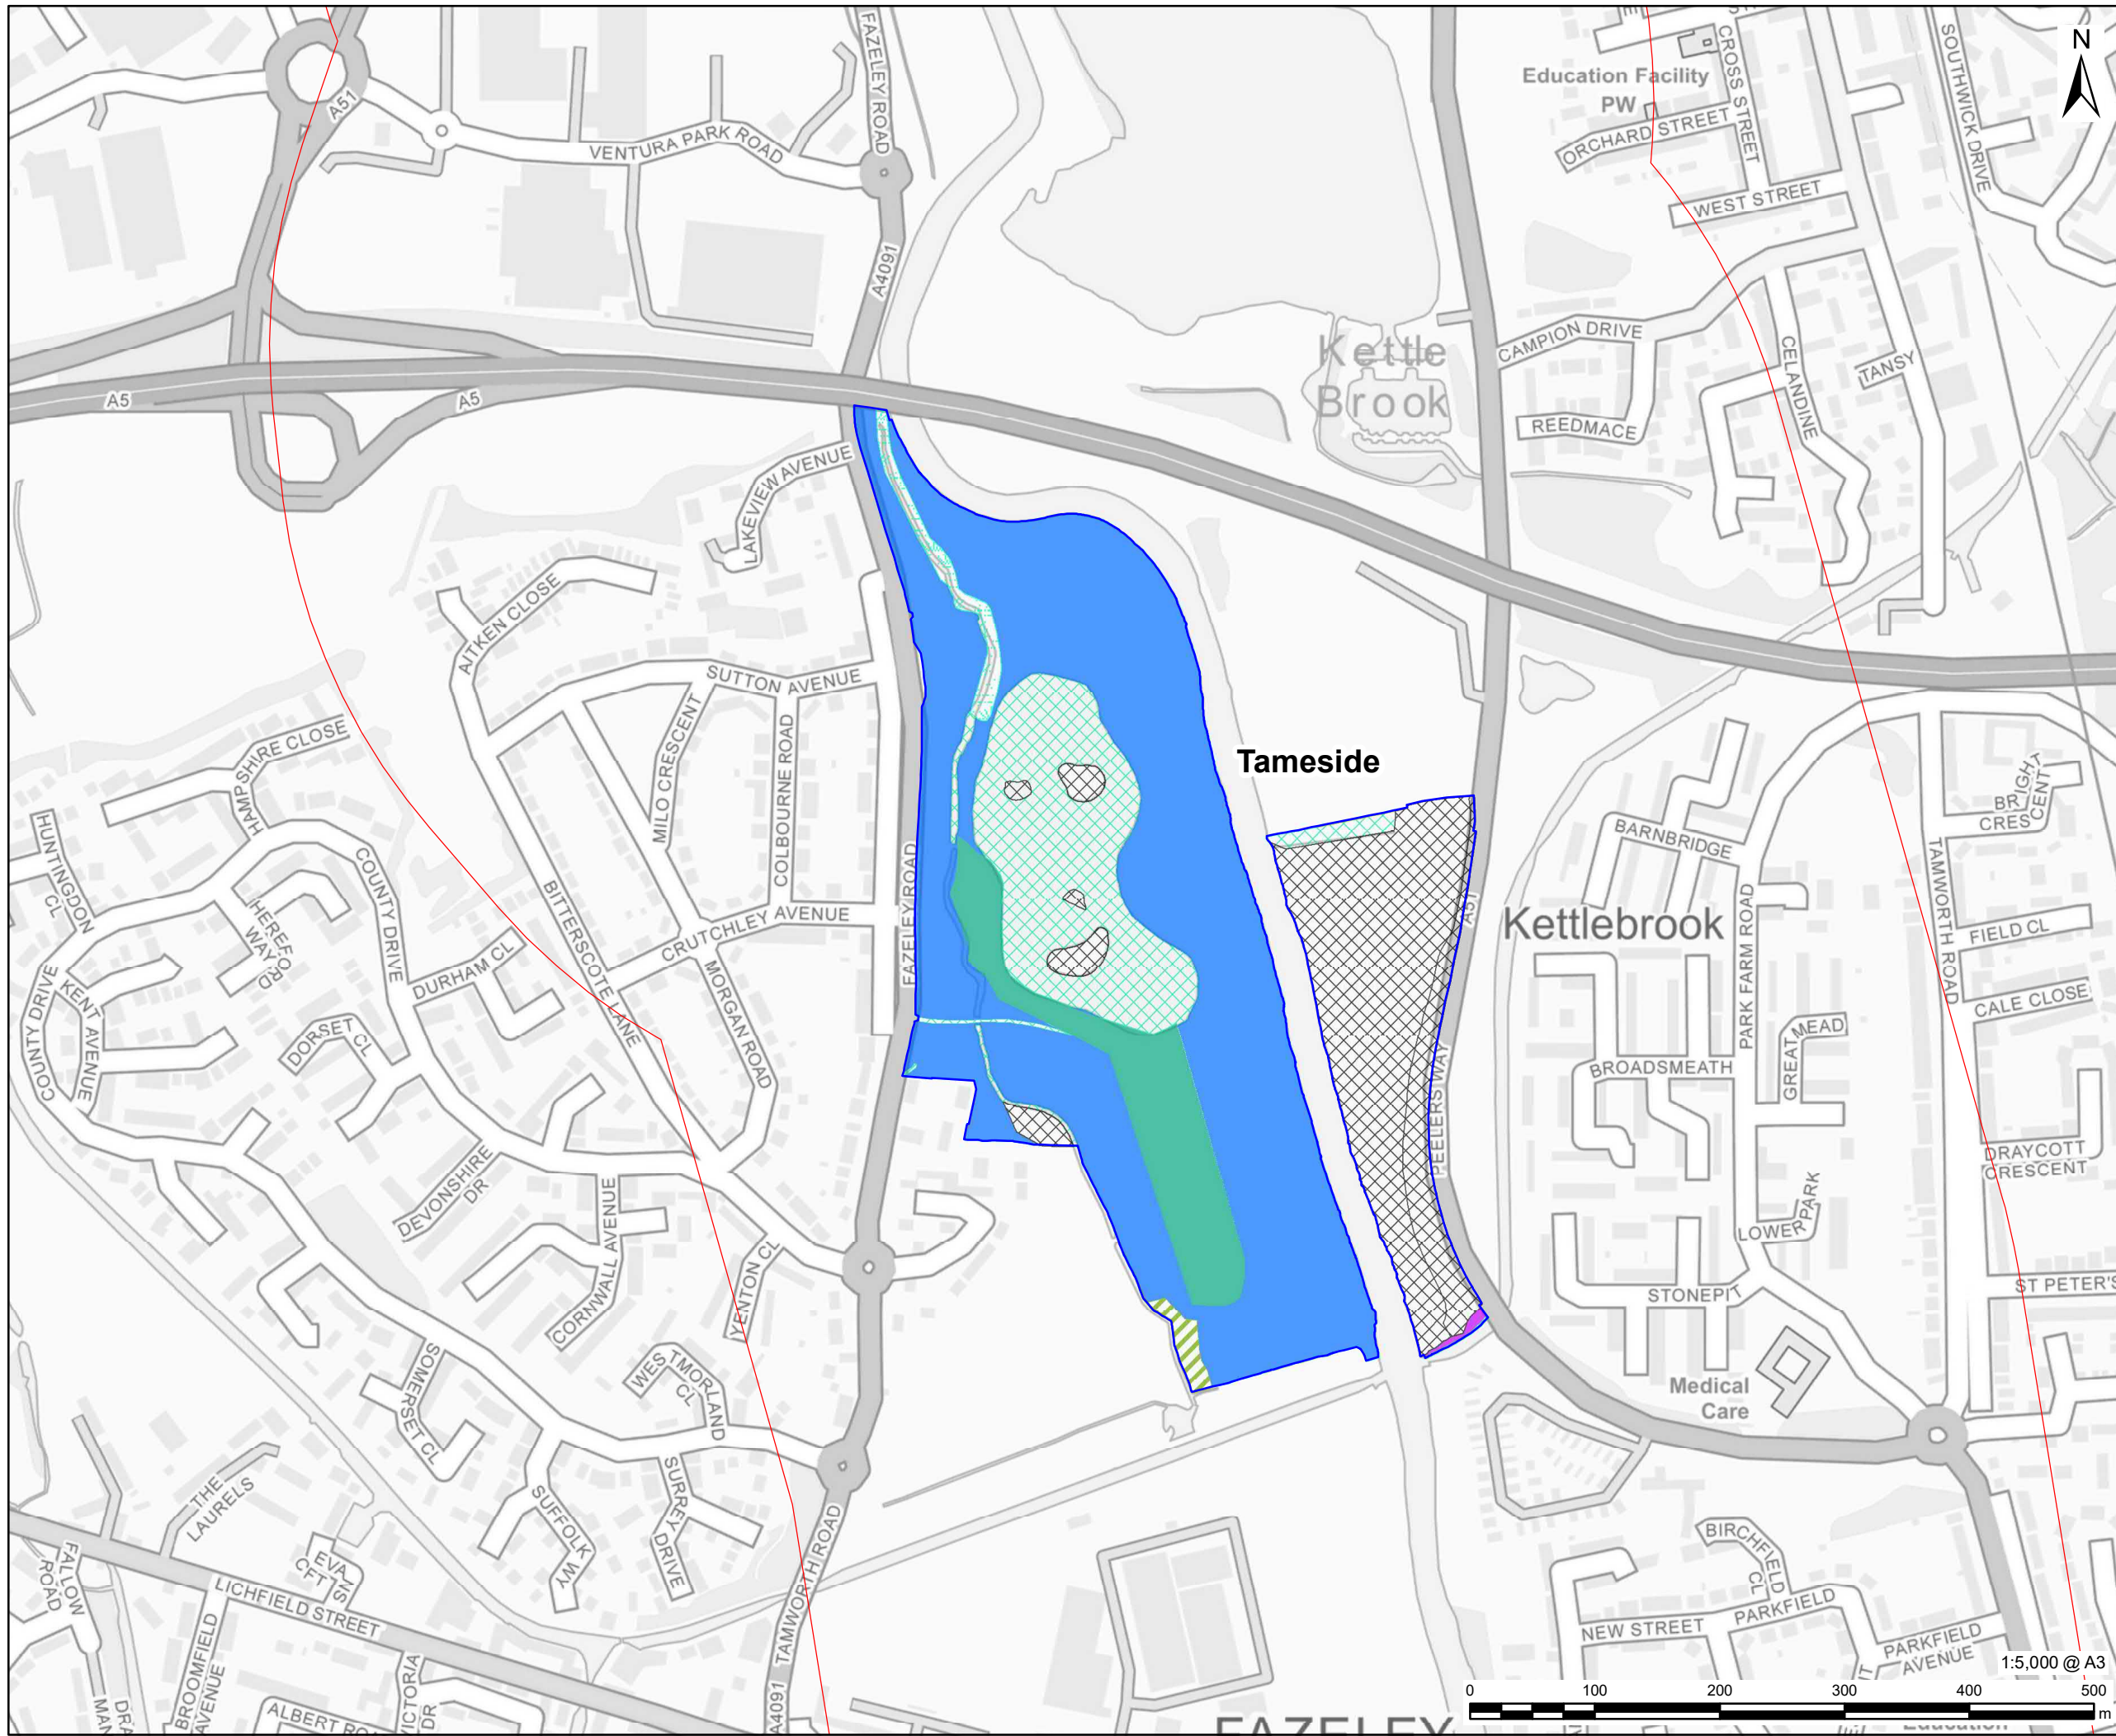 N
FAZELEY ROAD
A51
VENTURA PARK ROAD
A4091
Education Facility
PW
ORCHARD STREET
CROSS STREET
WEST STREET
SOUTHWICK DRIVE
CAMPION DRIVE
CELANDINE
TANSY
REEDMACE
Kettle
Brook
A5
A5
LAKEVIEW AVENUE
AITKEN CLOSE
SUTTON AVENUE
MILO CRESCENT
COLBOURNE ROAD
CRUTCHLEY AVENUE
MORGAN ROAD
BITTERSCOTE LANE
FAZELEY ROAD
HAMPSHIRE CLOSE
HUNTINGDON
CL
HEREFORD
WAY
COUNTY DRIVE
COUNTY DRIVE
KENT AVENUE
DURHAM CL
DORSET
CL
DEVONSHIRE
DR
CORNWALL AVENUE
YENTON CL
WESTMORLAND
CL
SOMERSET CL
SUFFOLK WY
SURREY
DRIVE
THE
LAURELS
EVANS
CFT
FALLOW
ROAD
LICHFIELD STREET
BROOMFIELD
AVENUE
VICTORIA
DR
TAMWORTH ROAD
A4091
Tameside
A51
PEELERS WAY
Kettlebrook
BARNBRIDGE
PARK FARM ROAD
TAMWORTH ROAD
BRIGHT
CRESCENT
FIELD CL
CALE CLOSE
GREAT MEAD
BROADSMEATH
DRAYCOTT
CRESCENT
LOWER PARK
STONEPIT
ST PETER'S
Medical
Care
BIRCHFIELD
CL
NEW STREET
PARKFIELD
PARKFIELD
AVENUE
FAZELEY
1:5,000 @ A3
0 100 200 300 400 500
m